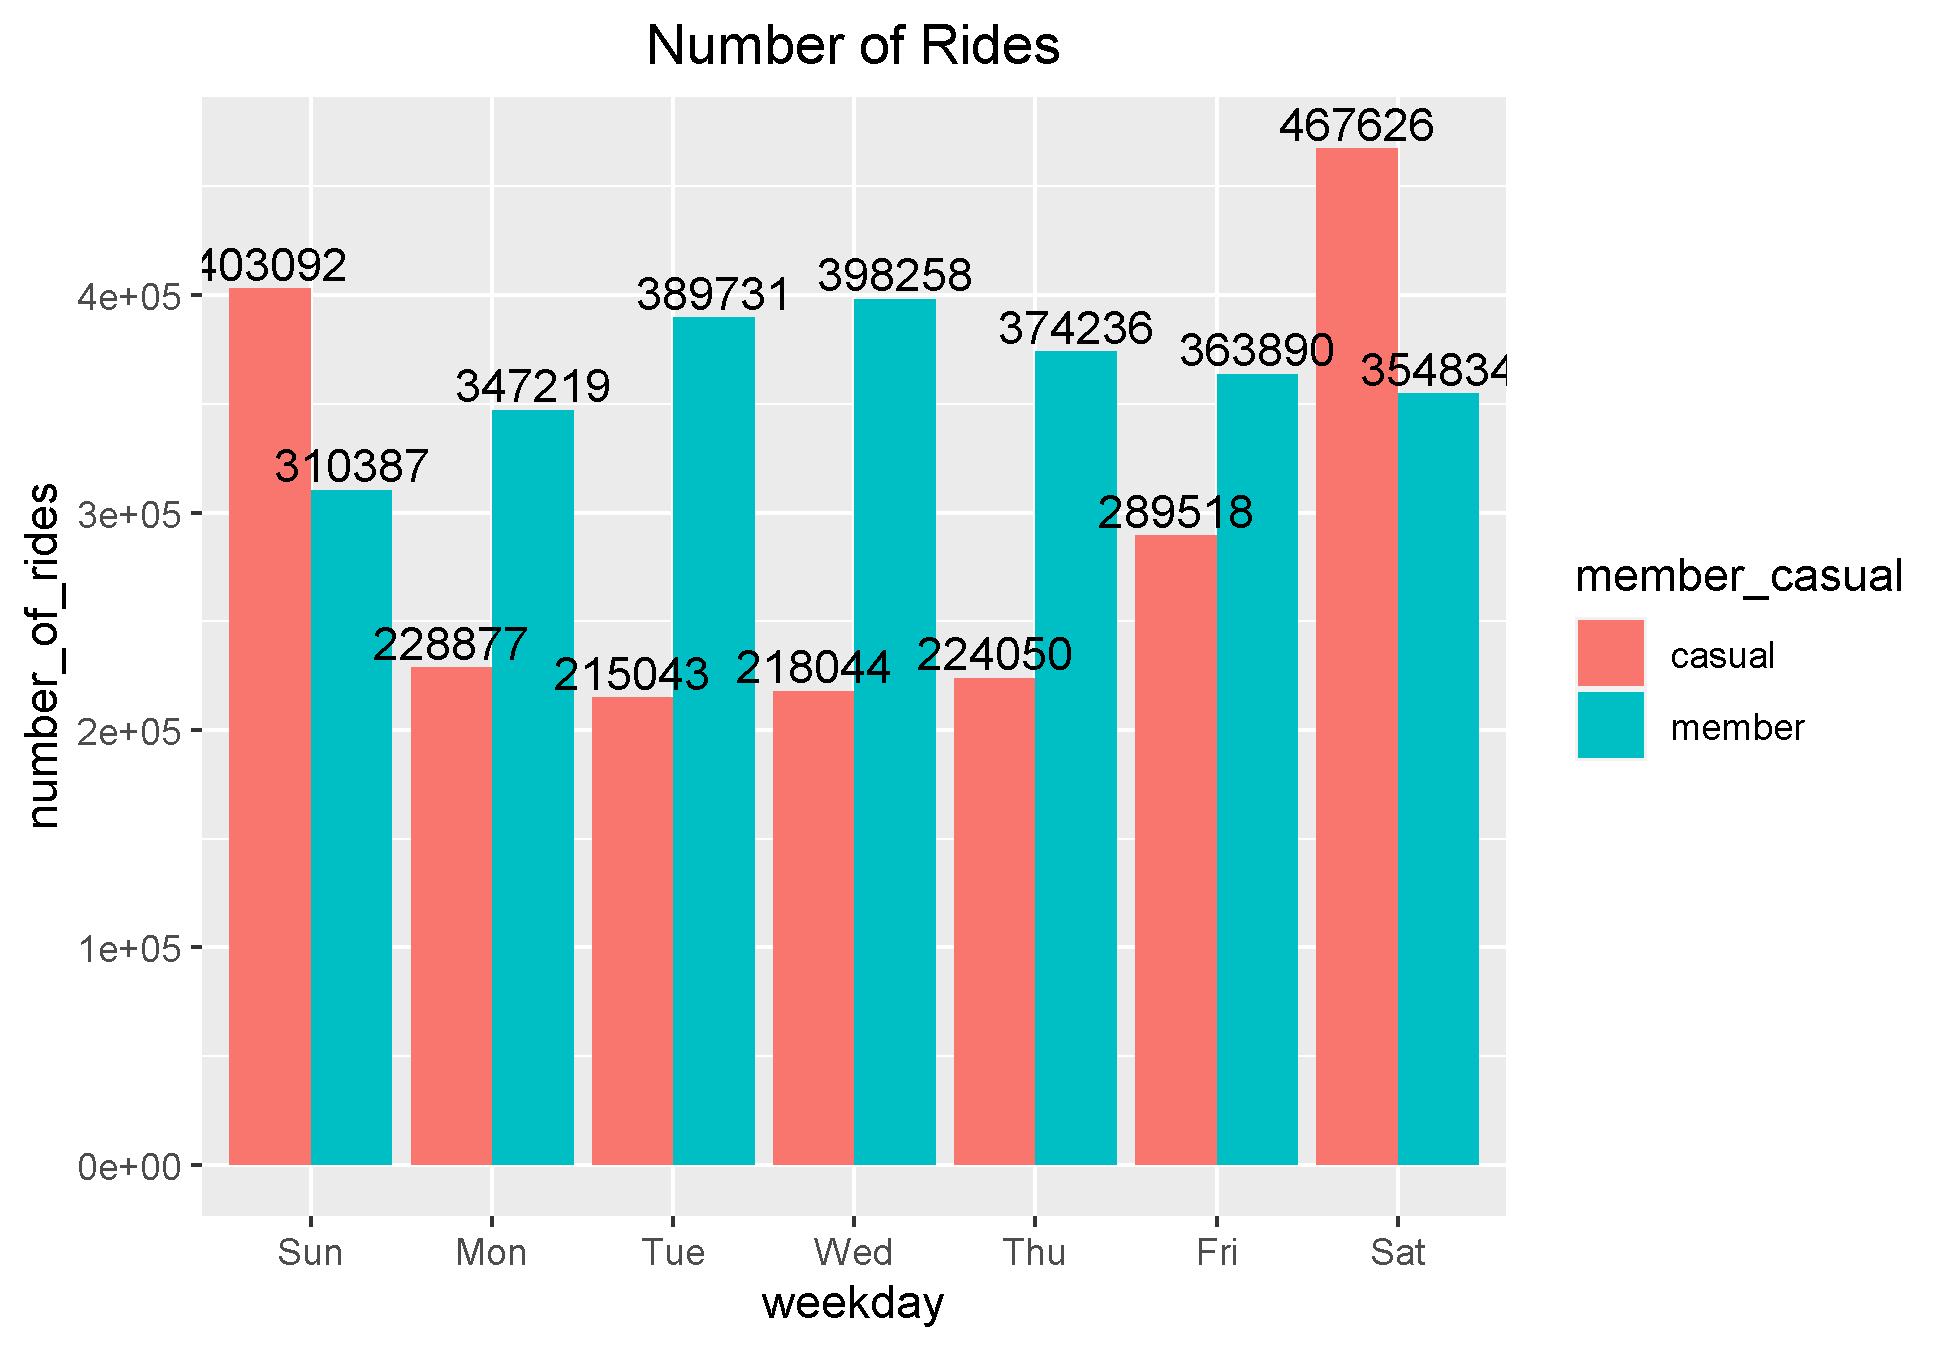 Number of Rides
number_of_rides
4e+05
3e+05
2e+05
1e+05
0e+00
403092
310387
228877
347219
215043
389731
218044
398258
224050
374236
289518
363890
467626
354834
Sun Mon Tue Wed Thu Fri Sat
weekday
member_casual
casual
member